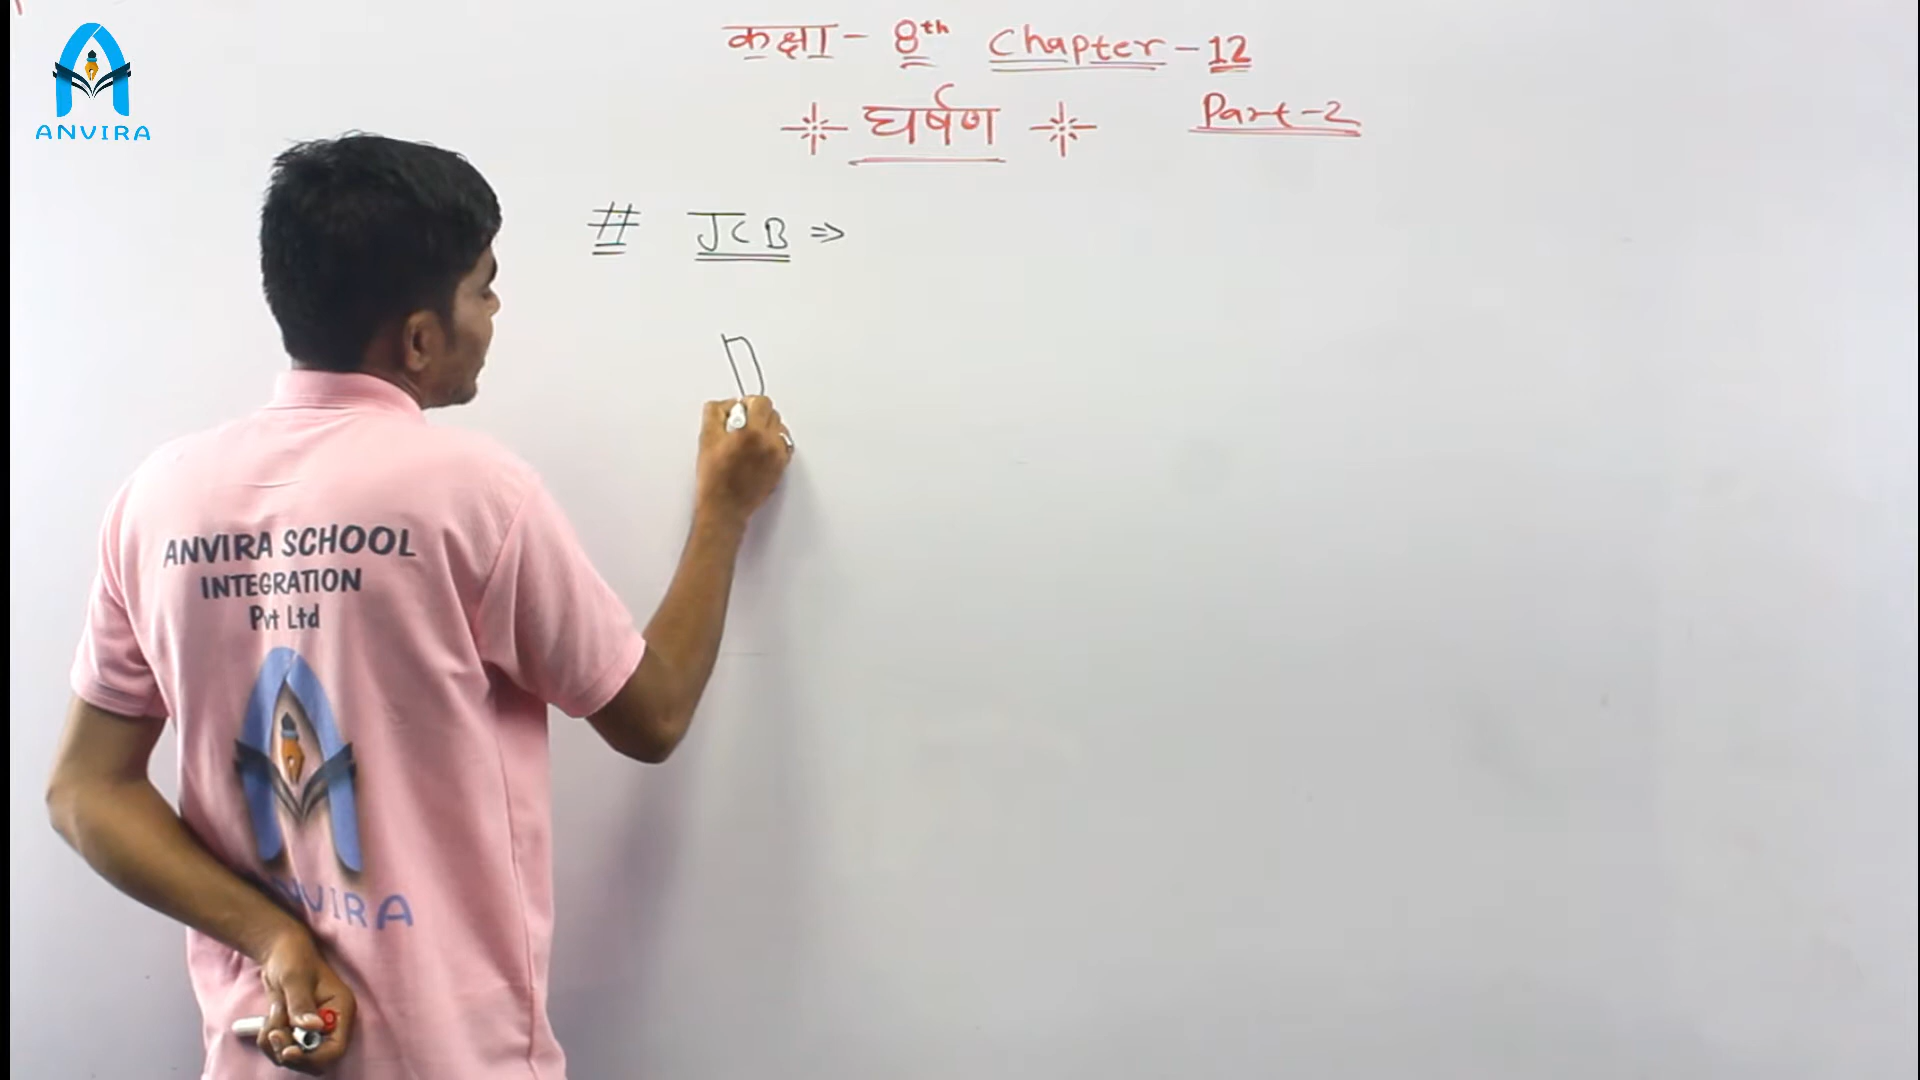 कक्षा - 8th Chapter - 12
घर्षण Part-2
# JCB ⇒
ANVIRA
ANVIRA SCHOOL
INTEGRATION
Pvt Ltd
ANVIRA